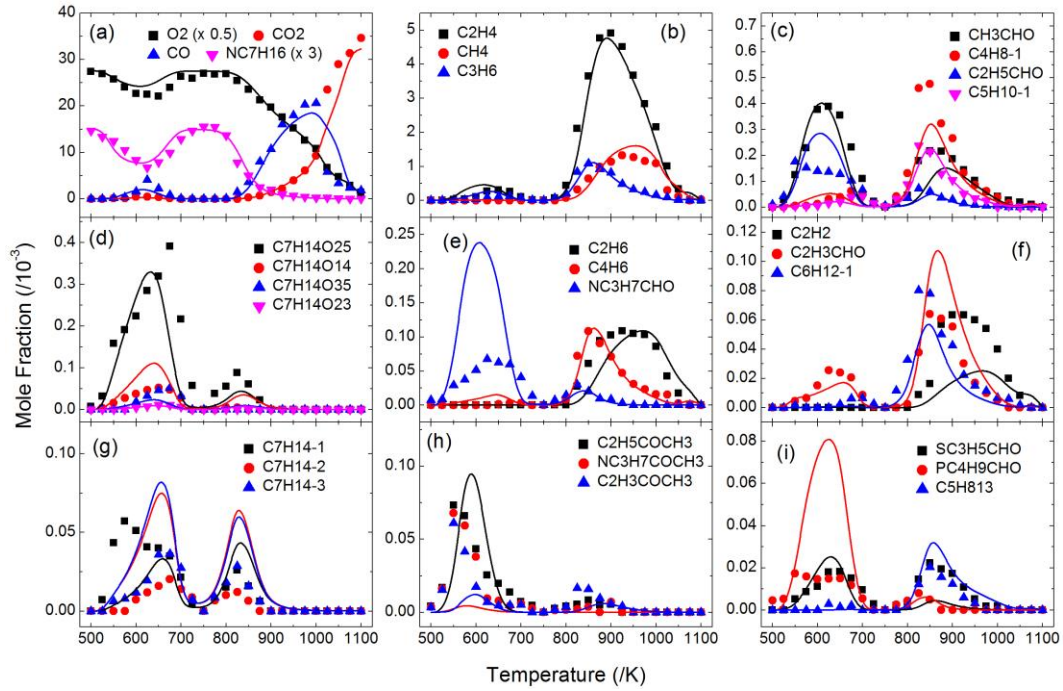 (a)
O2 (x 0.5)
CO2
CO
NC7H16 (x 3)
40
30
20
10
0
(b)
C2H4
CH4
C3H6
5
4
3
2
1
0
(c)
CH3CHO
C4H8-1
C2H5CHO
C5H10-1
0.7
0.6
0.5
0.4
0.3
0.2
0.1
0.0
(d)
C7H14O25
C7H14O14
C7H14O35
C7H14O23
0.4
0.3
0.2
0.1
0.0
(e)
C2H6
C4H6
NC3H7CHO
0.25
0.20
0.15
0.10
0.05
0.00
(f)
C2H2
C2H3CHO
C6H12-1
0.12
0.10
0.08
0.06
0.04
0.02
0.00
(g)
C7H14-1
C7H14-2
C7H14-3
0.10
0.05
0.00
500 600 700 800 900 1000 1100
(h)
C2H5COCH3
NC3H7COCH3
C2H3COCH3
0.10
0.05
0.00
500 600 700 800 900 1000 1100
(i)
SC3H5CHO
PC4H9CHO
C5H813
0.08
0.06
0.04
0.02
0.00
500 600 700 800 900 1000 1100
Mole Fraction (/10-3)
Temperature (/K)